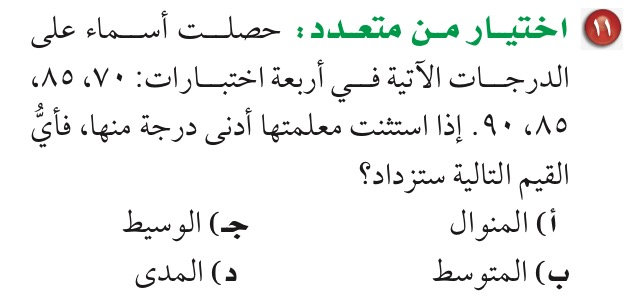 ١١ اختيار من متعدد: حصلت أسماء على
الدرجات الآتية في أربعة اختبارات: ٧٠، ٨٥،
٨٥، ٩٠. إذا استثنت معلمتها أدنى درجة منها، فأيُّ
القيم التالية ستزداد؟
أ) المنوال جـ) الوسيط
ب) المتوسط د) المدى